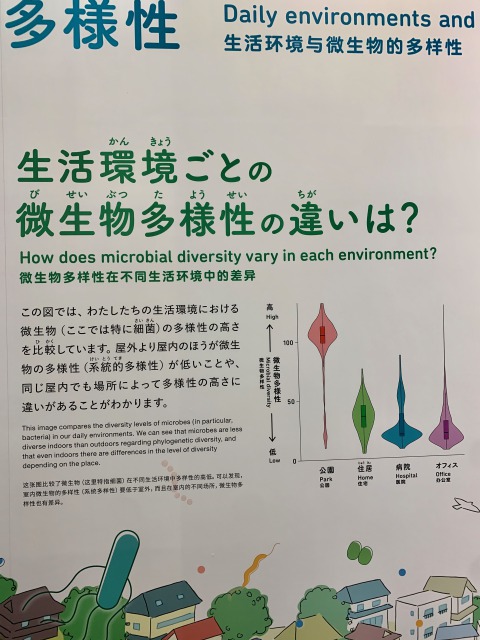 多様性
Daily environments and
生活环境与微生物的多样性
かん きょう
生活環境ごとの
び せい ぶつ た よう せい ちが
微生物多様性の違いは?
How does microbial diversity vary in each environment?
微生物多样性在不同生活环境中的差异
この図では、わたしたちの生活環境における
さい きん
微生物（ここでは特に細菌）の多様性の高さ
ひ かく
を比較しています。屋外より屋内のほうが微生
けい とう てき
物の多様性（系統的多様性）が低いことや、
同じ屋内でも場所によって多様性の高さに
違いがあることがわかります。
This image compares the diversity levels of microbes (in particular,
bacteria) in our daily environments. We can see that microbes are less
diverse indoors than outdoors regarding phylogenetic diversity, and
that even indoors there are differences in the level of diversity
depending on the place.
这张图比较了微生物（这里特指细菌）在不同生活环境中多样性的高低。可以发现，
室内微生物的多样性（系统多样性）要低于室外，而且在室内的不同场所，微生物多
样性也有差异。
高
High
微生物多様性
Microbial diversity
微生物多样性
低
Low
100
50
0
公園
Park
公园
住居
Home
住宅
病院
Hospital
医院
オフィス
Office
办公室